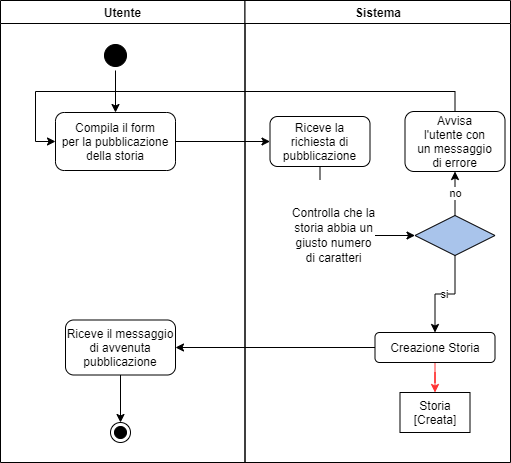 Utente
Sistema
Compila il form
per la pubblicazione
della storia
Riceve la
richiesta di
pubblicazione
Avvisa
l'utente con
un messaggio
di errore
no
Controlla che la
storia abbia un
giusto numero
di caratteri
si
Riceve il messaggio
di avvenuta
pubblicazione
Creazione Storia
Storia
[Creata]